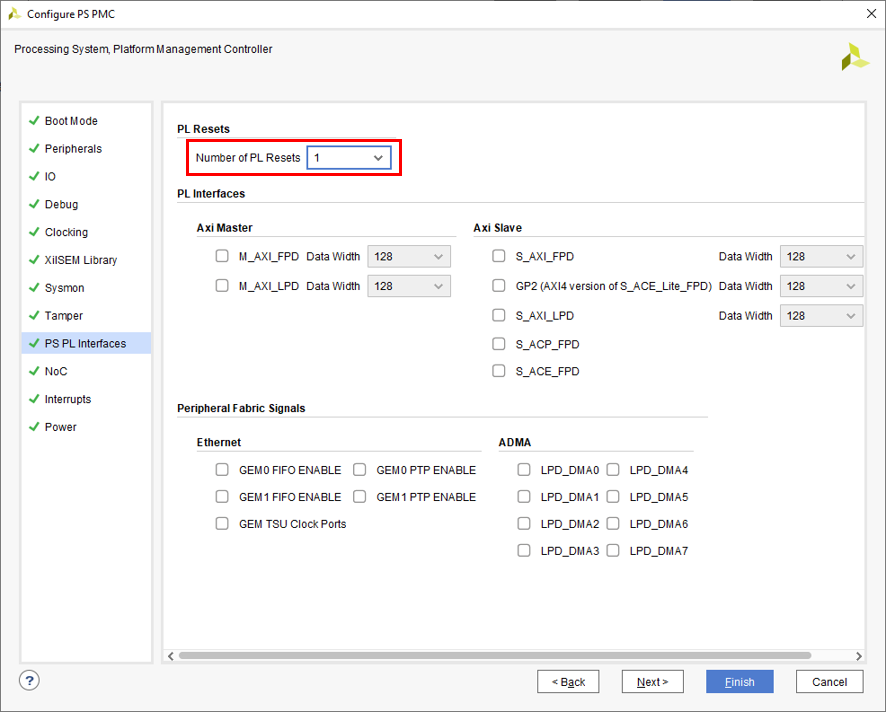 Configure PS PMC
Processing System, Platform Management Controller
Boot Mode
Peripherals
IO
Debug
Clocking
XilSEM Library
Sysmon
Tamper
PS PL Interfaces
NoC
Interrupts
Power
PL Resets
Number of PL Resets 1
PL Interfaces
Axi Master
M_AXI_FPD Data Width 128
M_AXI_LPD Data Width 128
Axi Slave
S_AXI_FPD Data Width 128
GP2 (AXI4 version of S_ACE_Lite_FPD) Data Width 128
S_AXI_LPD Data Width 128
S_ACP_FPD
S_ACE_FPD
Peripheral Fabric Signals
Ethernet
GEM0 FIFO ENABLE GEM0 PTP ENABLE
GEM1 FIFO ENABLE GEM1 PTP ENABLE
GEM TSU Clock Ports
ADMA
LPD_DMA0 LPD_DMA4
LPD_DMA1 LPD_DMA5
LPD_DMA2 LPD_DMA6
LPD_DMA3 LPD_DMA7
?
< Back
Next >
Finish
Cancel